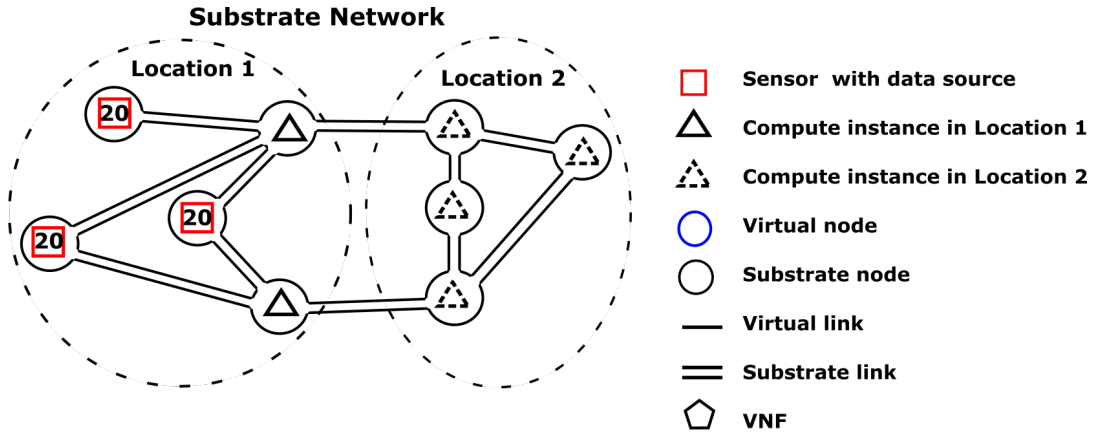 Substrate Network
Location 1
Location 2
20
20
20
Sensor with data source
Compute instance in Location 1
Compute instance in Location 2
Virtual node
Substrate node
Virtual link
Substrate link
VNF